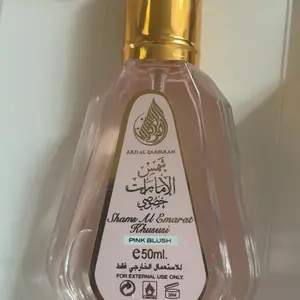 ARD AL ZAAFARAN
شمس
الإمارات
خصوصي
Shams Al Emarat
Khususi
PINK BLUSH
℮50ml.
للاستعمال الخارجي فقط
FOR EXTERNAL USE ONLY